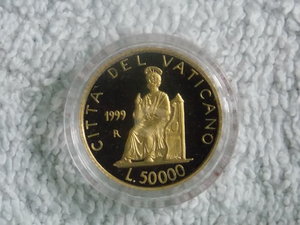 CITTA' DEL VATICANO
1999
R
L. 50000